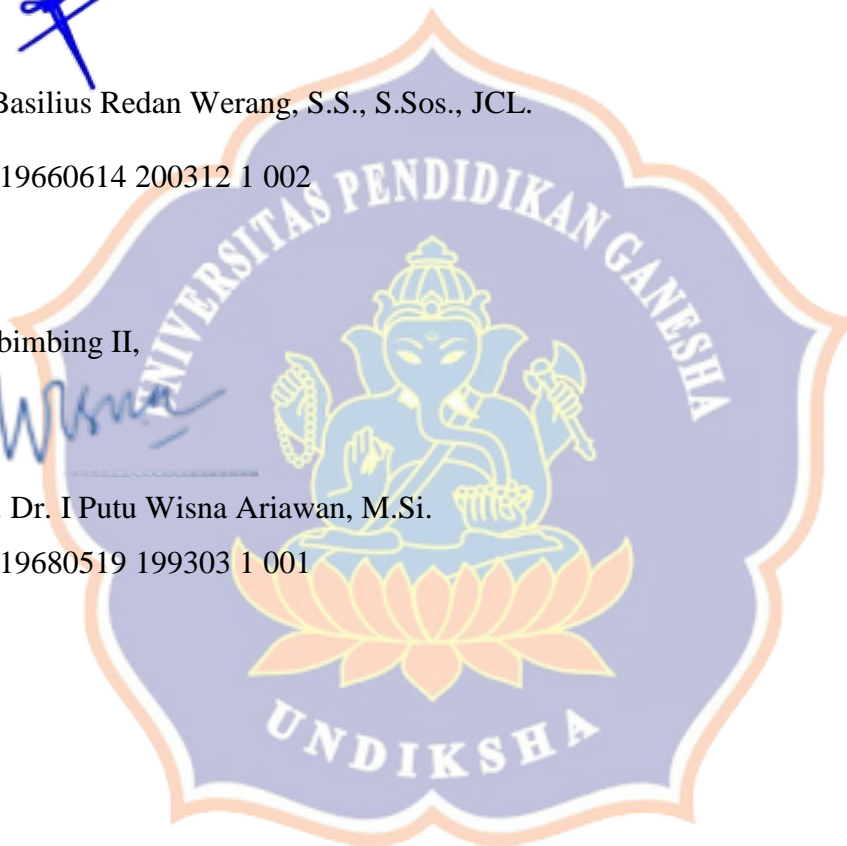 Basilius Redan Werang, S.S., S.Sos., JCL.
19660614 200312 1 002
UNIVERSITAS PENDIDIKAN GANESHA
bimbing II,
Wisna
Dr. I Putu Wisna Ariawan, M.Si.
19680519 199303 1 001
UNDIKSHA